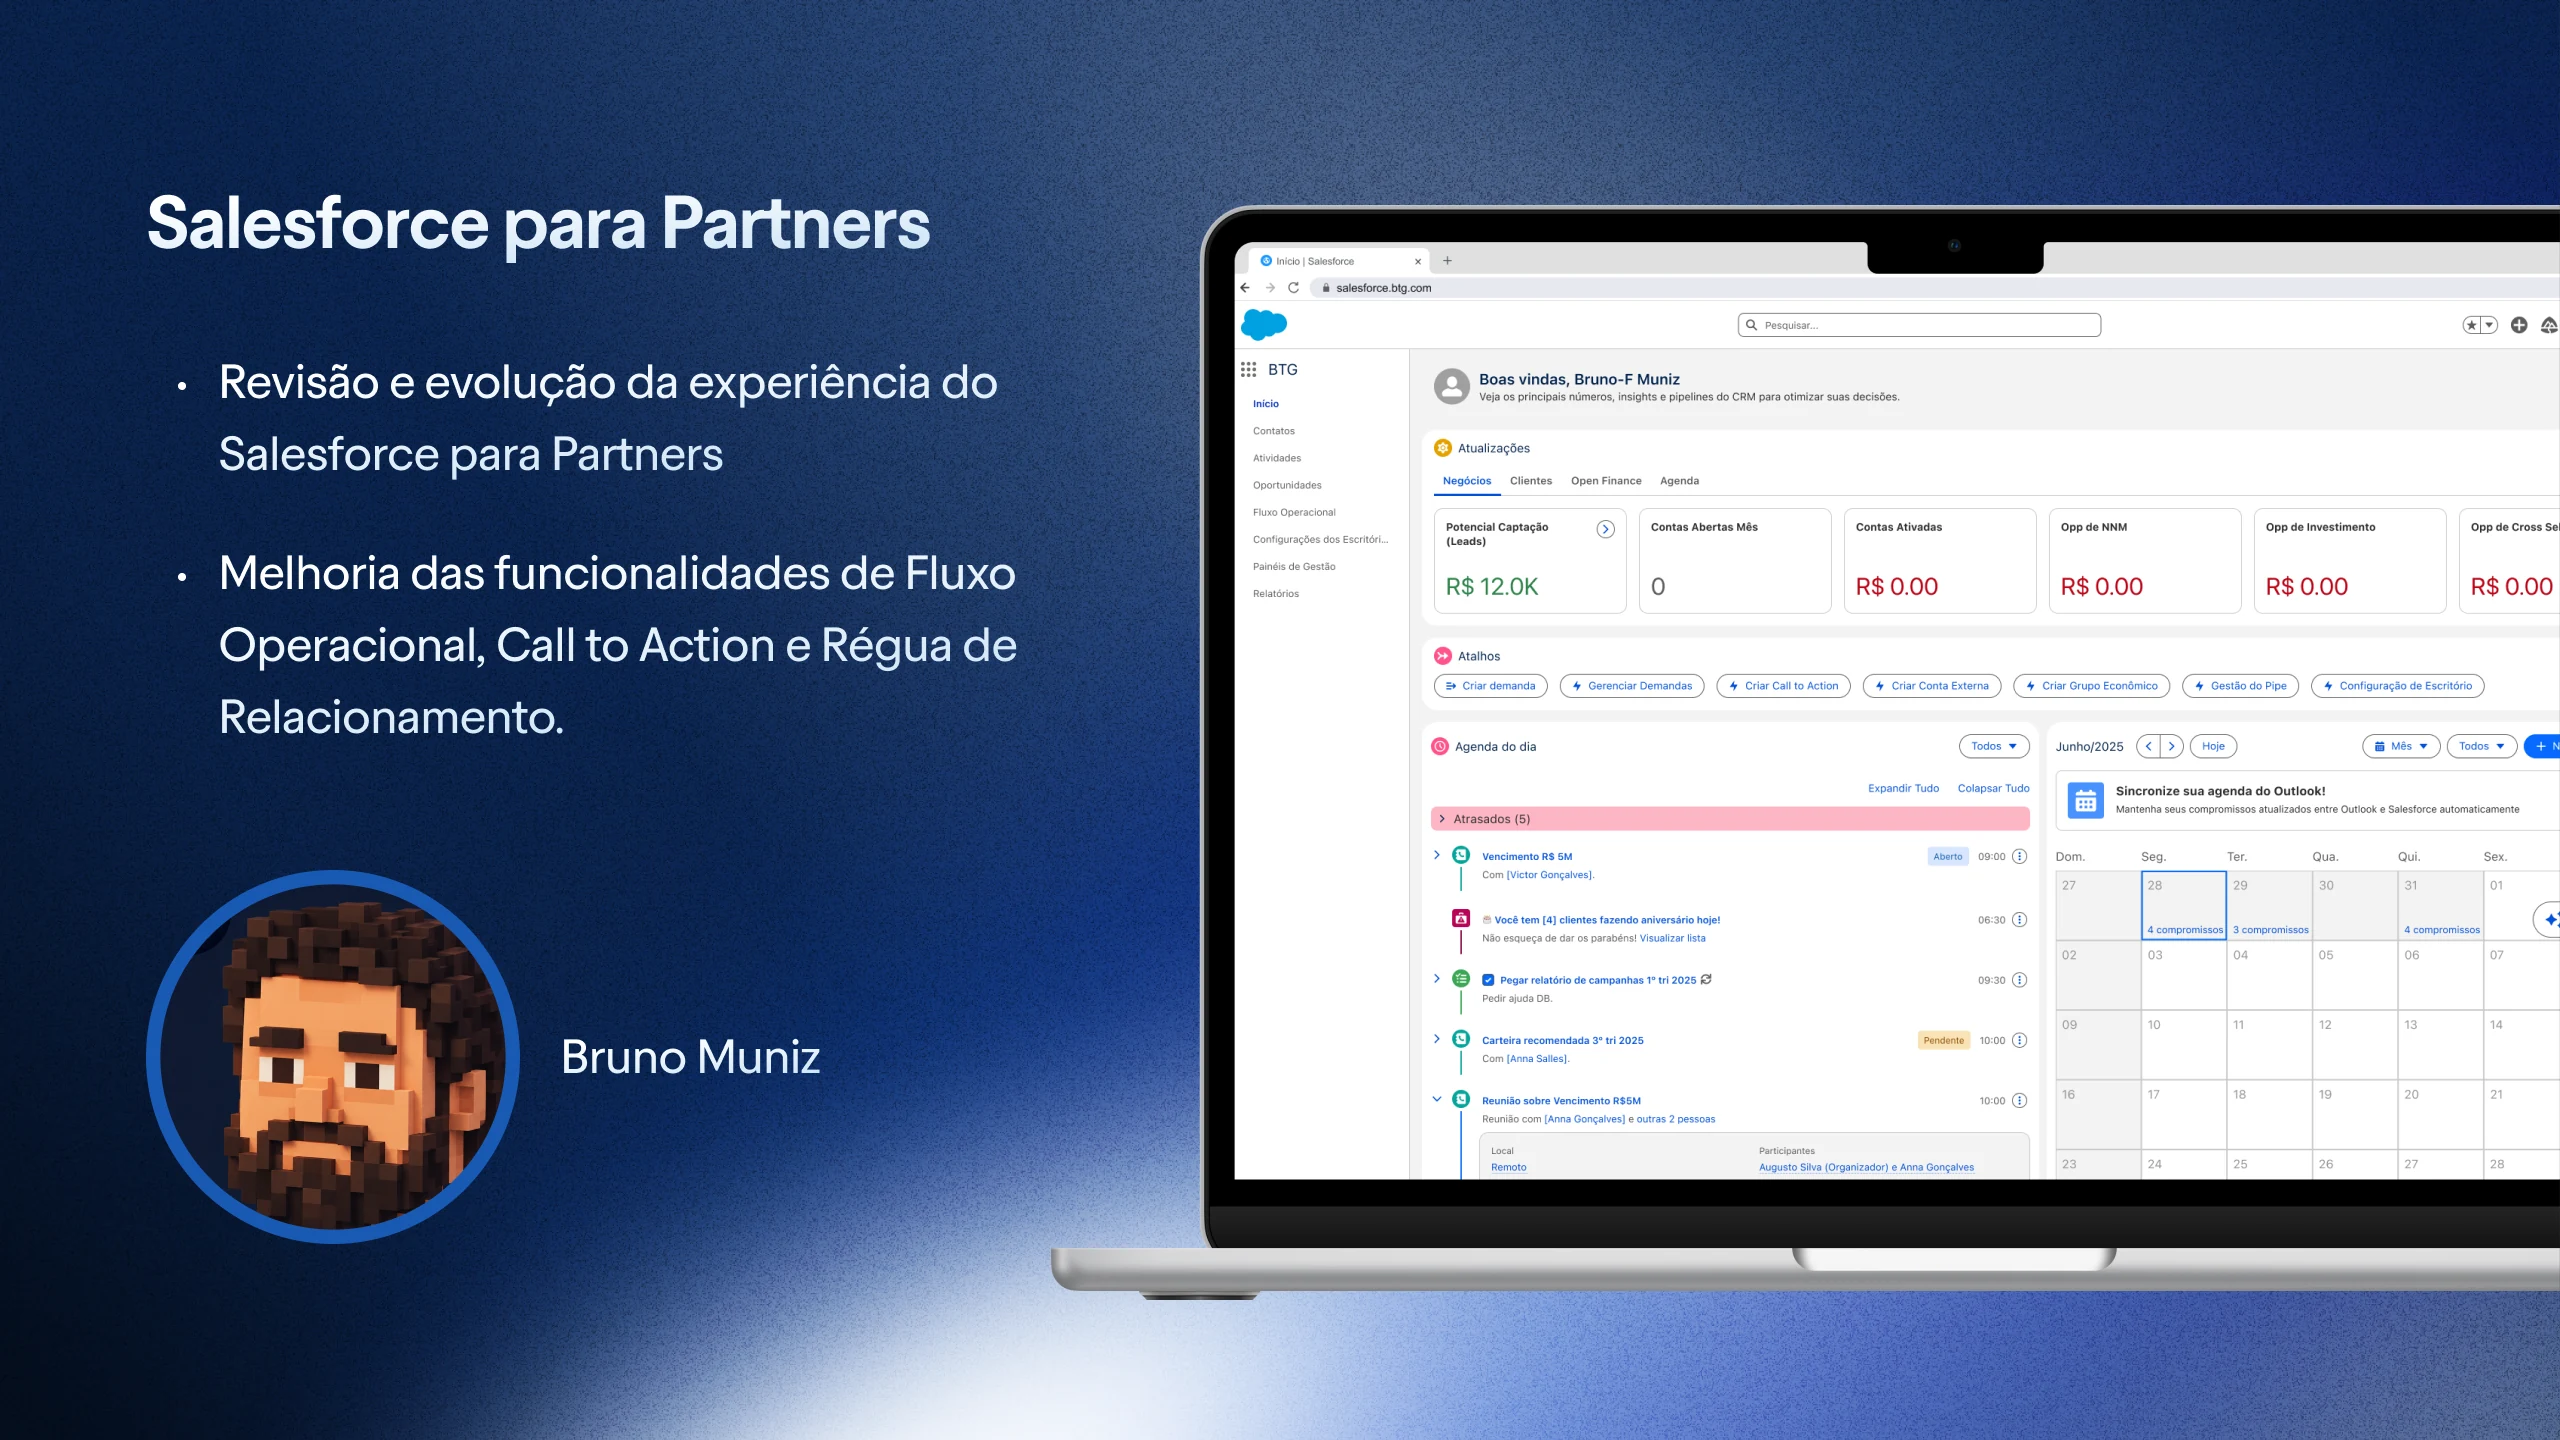 Salesforce para Partners
• Revisão e evolução da experiência do
Salesforce para Partners
• Melhoria das funcionalidades de Fluxo
Operacional, Call to Action e Régua de
Relacionamento.
Bruno Muniz
Início | Salesforce
salesforce.btg.com
Pesquisar...
BTG
Início
Contatos
Atividades
Oportunidades
Fluxo Operacional
Configurações dos Escritóri...
Painéis de Gestão
Relatórios
Boas vindas, Bruno-F Muniz
Veja os principais números, insights e pipelines do CRM para otimizar suas decisões.
Atualizações
Negócios Clientes Open Finance Agenda
Potencial Captação
(Leads)
R$ 12.0K
Contas Abertas Mês
0
Contas Ativadas
R$ 0.00
Opp de NNM
R$ 0.00
Opp de Investimento
R$ 0.00
Opp de Cross Sel
R$ 0.00
Atalhos
Criar demanda Gerenciar Demandas Criar Call to Action Criar Conta Externa Criar Grupo Econômico Gestão do Pipe Configuração de Escritório
Agenda do dia Todos
Expandir Tudo Colapsar Tudo
Atrasados (5)
Vencimento R$ 5M Aberto 09:00
Com [Victor Gonçalves].
Você tem [4] clientes fazendo aniversário hoje! 06:30
Não esqueça de dar os parabéns! Visualizar lista
Pegar relatório de campanhas 1° tri 2025 09:30
Pedir ajuda DB.
Carteira recomendada 3° tri 2025 Pendente 10:00
Com [Anna Salles].
Reunião sobre Vencimento R$5M 10:00
Reunião com [Anna Gonçalves] e outras 2 pessoas
Local Participantes
Remoto Augusto Silva (Organizador) e Anna Gonçalves
Junho/2025 Hoje Mês Todos + N
Sincronize sua agenda do Outlook!
Mantenha seus compromissos atualizados entre Outlook e Salesforce automaticamente
Dom. Seg. Ter. Qua. Qui. Sex.
27 28 29 30 31 01
4 compromissos 3 compromissos 4 compromissos
02 03 04 05 06 07
09 10 11 12 13 14
16 17 18 19 20 21
23 24 25 26 27 28